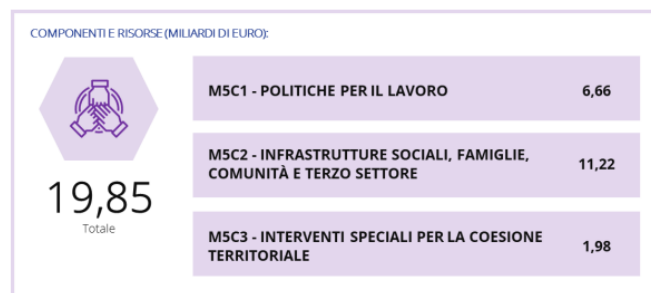 COMPONENTI E RISORSE (MILIARDI DI EURO):
M5C1 - POLITICHE PER IL LAVORO 6,66
M5C2 - INFRASTRUTTURE SOCIALI, FAMIGLIE,
COMUNITÀ E TERZO SETTORE 11,22
19,85
Totale
M5C3 - INTERVENTI SPECIALI PER LA COESIONE
TERRITORIALE 1,98